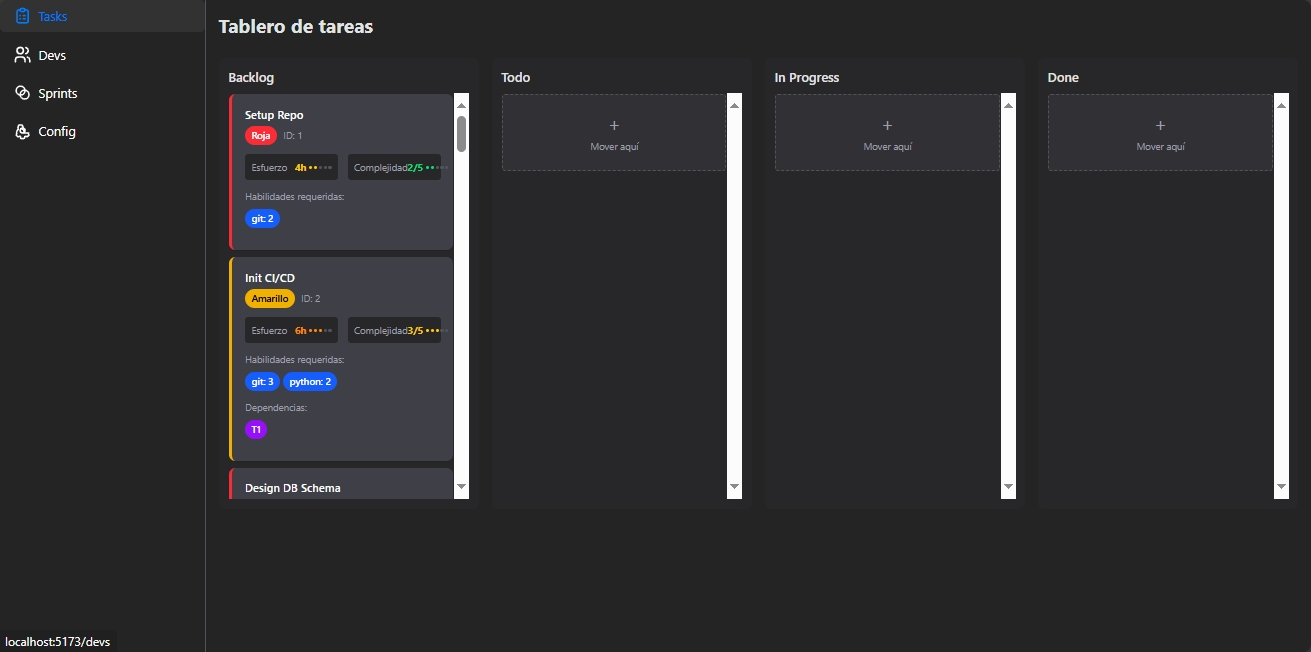 Tasks
Devs
Sprints
Config
Tablero de tareas
Backlog
Setup Repo
Roja ID: 1
Esfuerzo 4h
Complejidad 2/5
Habilidades requeridas:
git: 2
Init CI/CD
Amarillo ID: 2
Esfuerzo 6h
Complejidad 3/5
Habilidades requeridas:
git: 3 python: 2
Dependencias:
T1
Design DB Schema
Todo
+
Mover aquí
In Progress
+
Mover aquí
Done
+
Mover aquí
localhost:5173/devs